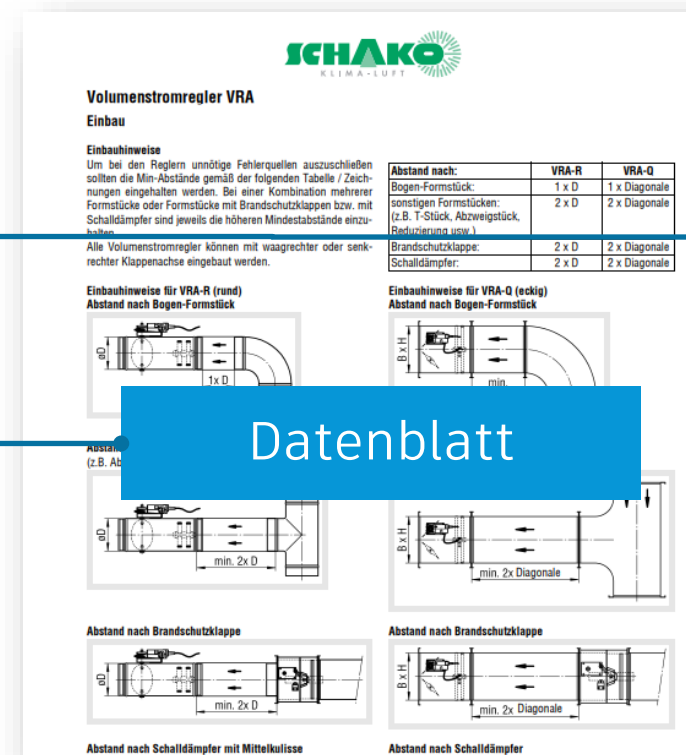 SCHAKO
KLIMA-LUFT
Volumenstromregler VRA
Einbau
Einbauhinweise
Um bei den Reglern unnötige Fehlerquellen auszuschließen
sollten die Min-Abstände gemäß der folgenden Tabelle / Zeich-
nungen eingehalten werden. Bei einer Kombination mehrerer
Formstücke oder Formstücke mit Brandschutzklappen bzw. mit
Schalldämpfer sind jeweils die höheren Mindestabstände einzu-
halten.
Alle Volumenstromregler können mit waagrechter oder senk-
rechter Klappenachse eingebaut werden.
Abstand nach: VRA-R VRA-Q
Bogen-Formstück: 1 x D 1 x Diagonale
sonstigen Formstücken: 2 x D 2 x Diagonale
(z.B. T-Stück, Abzweigstück,
Reduzierung usw.)
Brandschutzklappe: 2 x D 2 x Diagonale
Schalldämpfer: 2 x D 2 x Diagonale
Einbauhinweise für VRA-R (rund)
Abstand nach Bogen-Formstück
øD
1x D
Einbauhinweise für VRA-Q (eckig)
Abstand nach Bogen-Formstück
B x H
min.
Datenblatt
(z.B. Ab
øD
min. 2x D
B x H
min. 2x Diagonale
Abstand nach Brandschutzklappe
øD
min. 2x D
Abstand nach Brandschutzklappe
B x H
min. 2x Diagonale
Abstand nach Schalldämpfer mit Mittelkulisse
Abstand nach Schalldämpfer